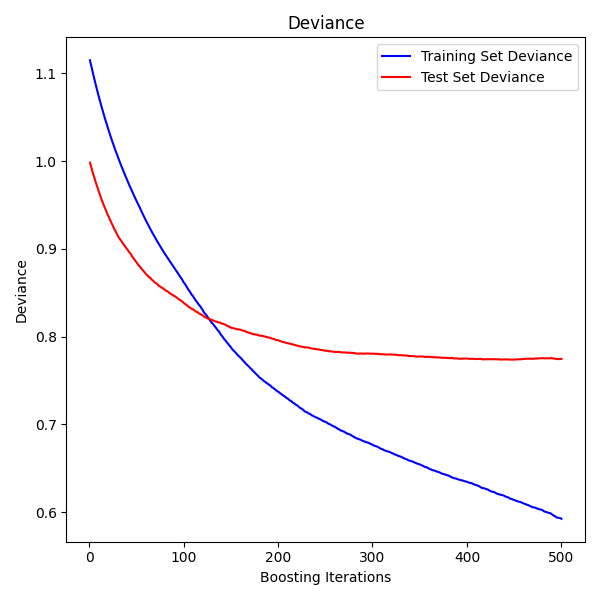 Deviance
Training Set Deviance
Test Set Deviance
Deviance
1.1
1.0
0.9
0.8
0.7
0.6
0
100
200
300
400
500
Boosting Iterations